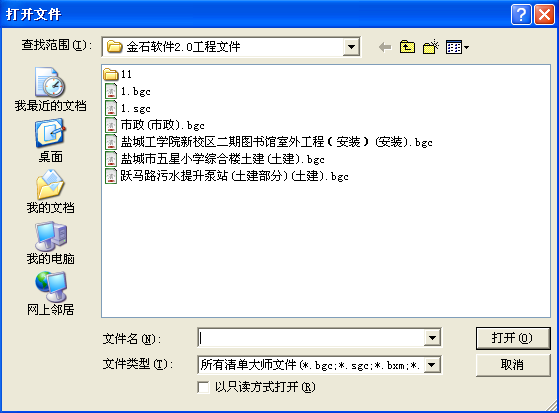 打开文件
查找范围(I):
金石软件2.0工程文件
我最近的文档
桌面
我的文档
我的电脑
网上邻居
11
1.bgc
1.sgc
市政(市政).bgc
盐城工学院新校区二期图书馆室外工程（安装）(安装).bgc
盐城市五星小学综合楼土建(土建).bgc
跃马路污水提升泵站(土建部分)(土建).bgc
文件名(N):
打开(O)
文件类型(T):
所有清单大师文件(*.bgc;*.sgc;*.bxm;*.
取消
以只读方式打开(R)